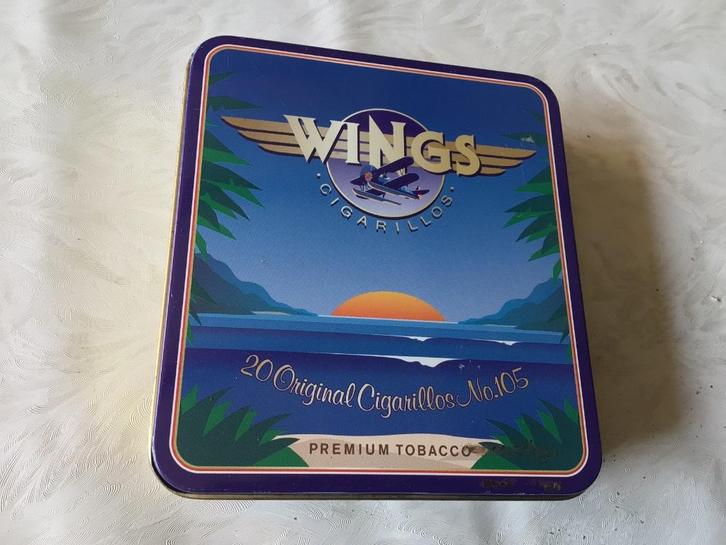 WINGS
· CIGARILLOS ·
20 Original Cigarillos No.105
PREMIUM TOBACCO